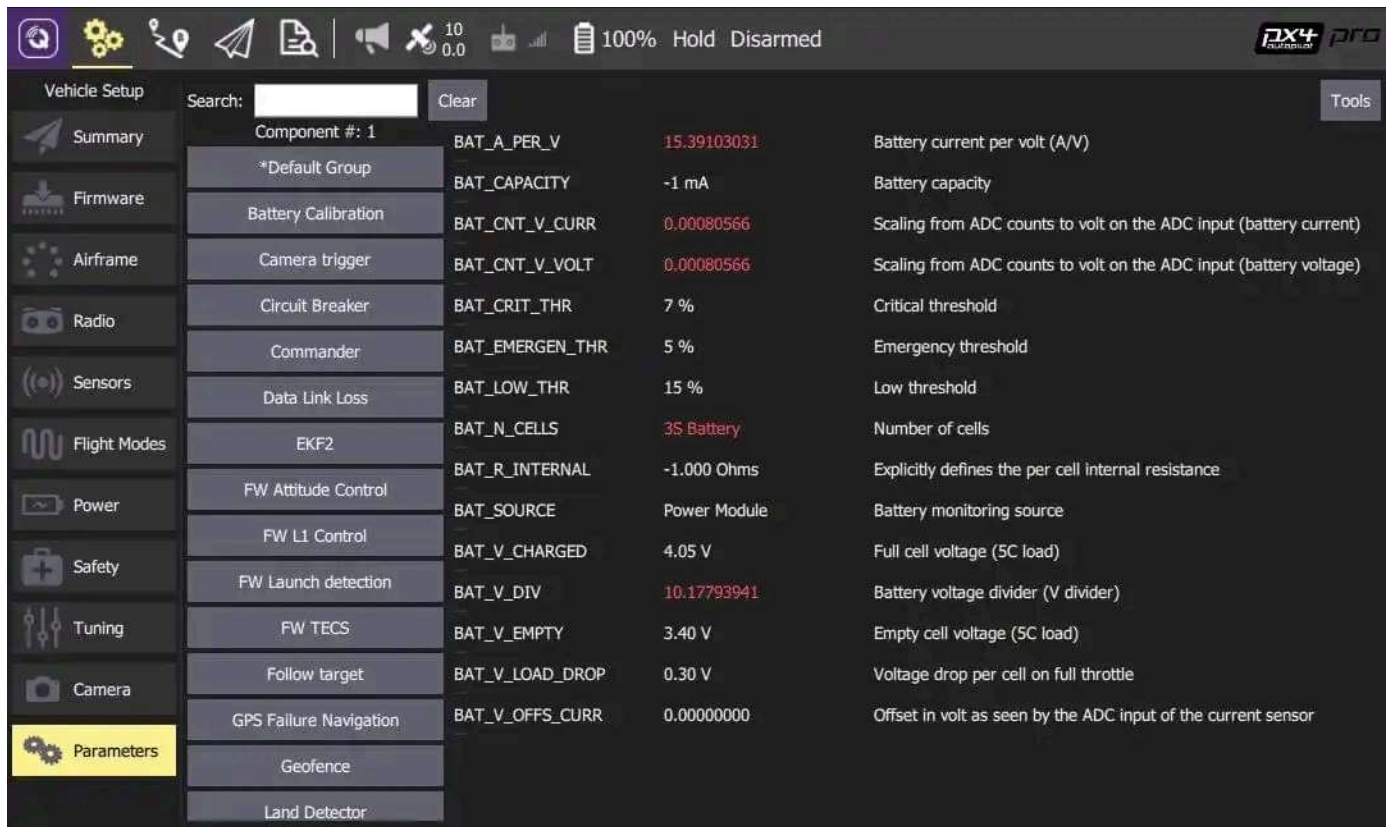 10
0.0
100% Hold Disarmed
px4 pro
autopilot
Vehicle Setup
Search:
Clear
Tools
Summary
Firmware
Airframe
Radio
Sensors
Flight Modes
Power
Safety
Tuning
Camera
Parameters
Component #: 1
*Default Group
Battery Calibration
Camera trigger
Circuit Breaker
Commander
Data Link Loss
EKF2
FW Attitude Control
FW L1 Control
FW Launch detection
FW TECS
Follow target
GPS Failure Navigation
Geofence
Land Detector
BAT_A_PER_V 15.39103031 Battery current per volt (A/V)
BAT_CAPACITY -1 mA Battery capacity
BAT_CNT_V_CURR 0.00080566 Scaling from ADC counts to volt on the ADC input (battery current)
BAT_CNT_V_VOLT 0.00080566 Scaling from ADC counts to volt on the ADC input (battery voltage)
BAT_CRIT_THR 7 % Critical threshold
BAT_EMERGEN_THR 5 % Emergency threshold
BAT_LOW_THR 15 % Low threshold
BAT_N_CELLS 3S Battery Number of cells
BAT_R_INTERNAL -1.000 Ohms Explicitly defines the per cell internal resistance
BAT_SOURCE Power Module Battery monitoring source
BAT_V_CHARGED 4.05 V Full cell voltage (5C load)
BAT_V_DIV 10.17793941 Battery voltage divider (V divider)
BAT_V_EMPTY 3.40 V Empty cell voltage (5C load)
BAT_V_LOAD_DROP 0.30 V Voltage drop per cell on full throttle
BAT_V_OFFS_CURR 0.00000000 Offset in volt as seen by the ADC input of the current sensor